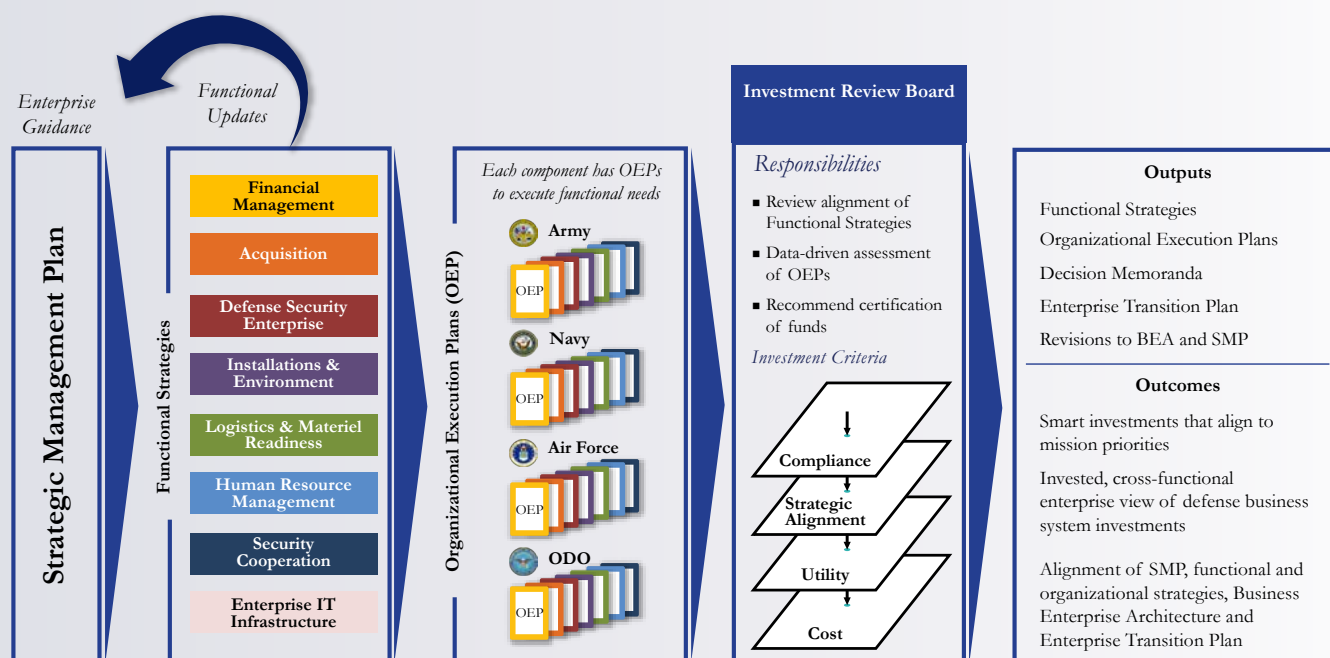 Enterprise
Guidance
Strategic Management Plan
Functional
Updates
Functional Strategies
Financial
Management
Acquisition
Defense Security
Enterprise
Installations &
Environment
Logistics & Materiel
Readiness
Human Resource
Management
Security
Cooperation
Enterprise IT
Infrastructure
Organizational Execution Plans (OEP)
Each component has OEPs
to execute functional needs
Army
OEP
Navy
OEP
Air Force
OEP
ODO
OEP
Investment Review Board
Responsibilities
■ Review alignment of
Functional Strategies
■ Data-driven assessment
of OEPs
■ Recommend certification
of funds
Investment Criteria
Compliance
Strategic
Alignment
Utility
Cost
Outputs
Functional Strategies
Organizational Execution Plans
Decision Memoranda
Enterprise Transition Plan
Revisions to BEA and SMP
Outcomes
Smart investments that align to
mission priorities
Invested, cross-functional
enterprise view of defense business
system investments
Alignment of SMP, functional and
organizational strategies, Business
Enterprise Architecture and
Enterprise Transition Plan